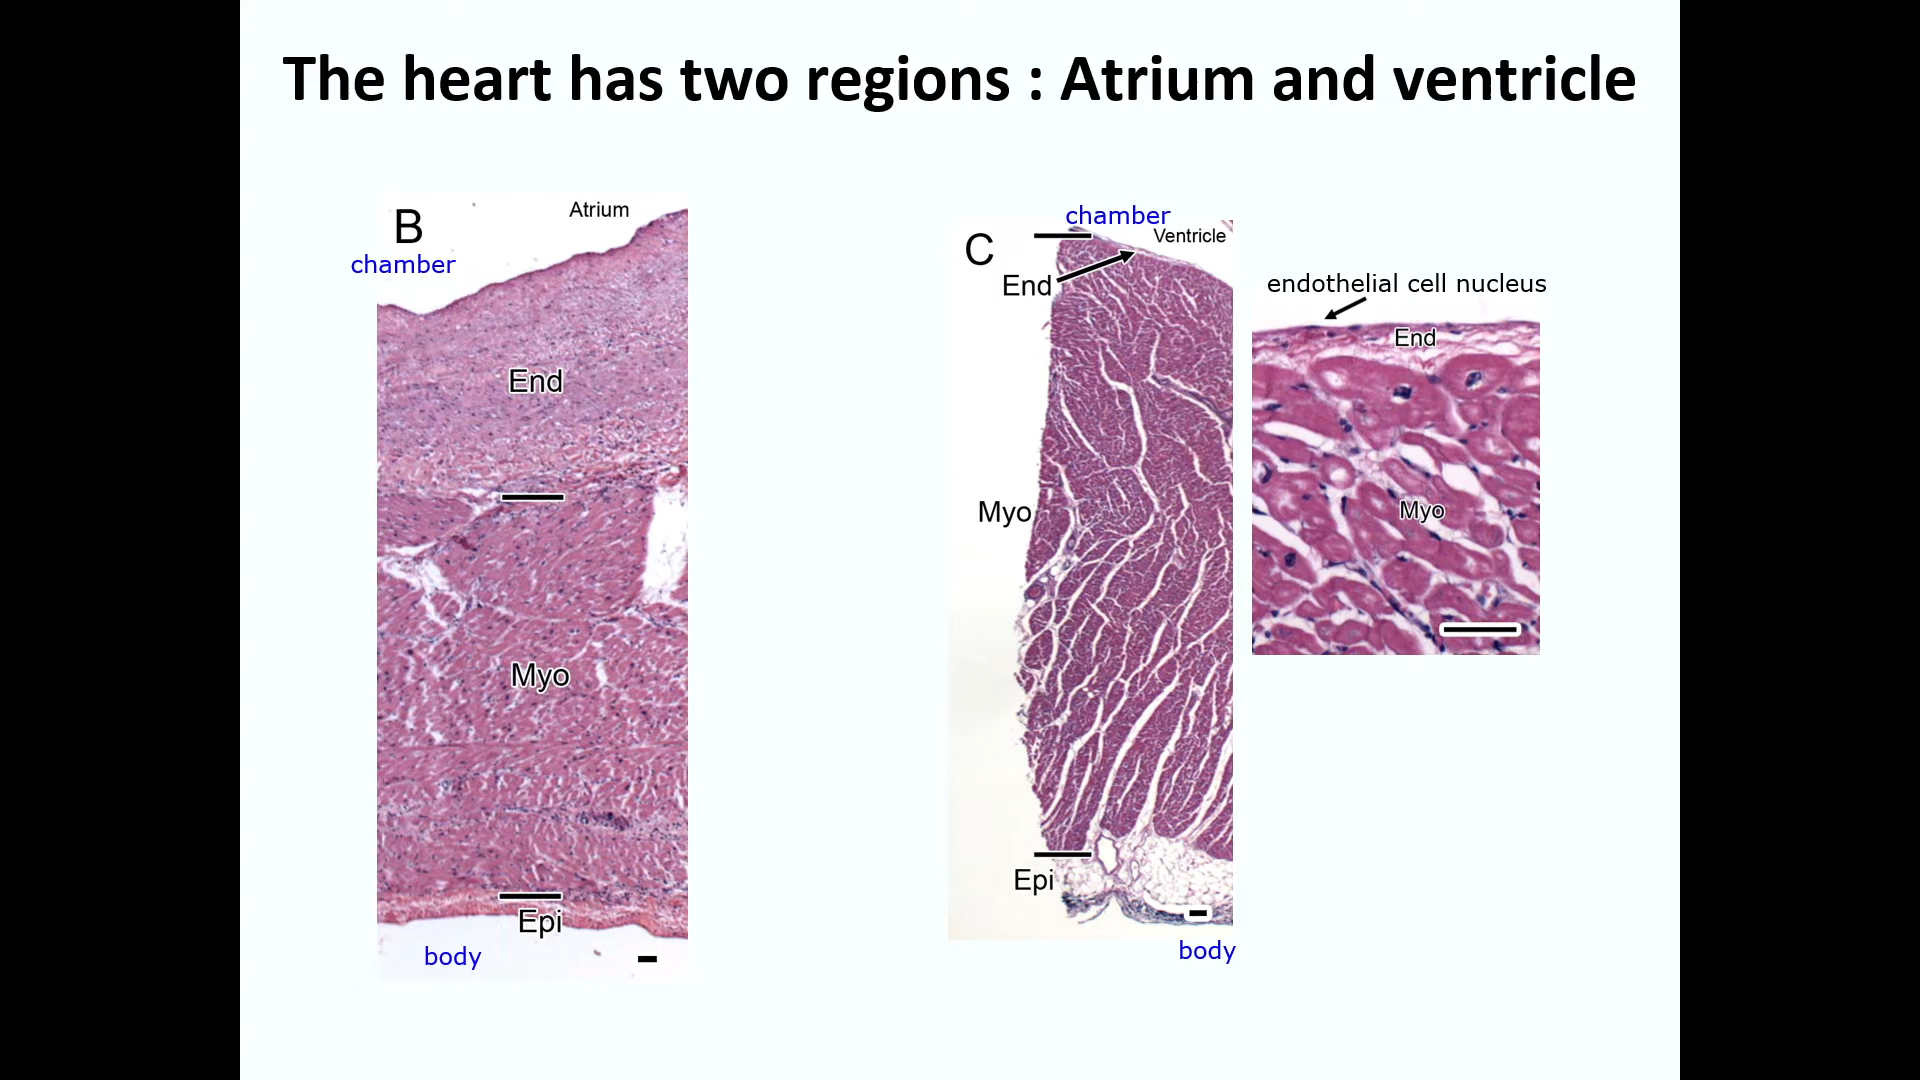 The heart has two regions : Atrium and ventricle
B
Atrium
chamber
End
Myo
Epi
body
chamber
C
Ventricle
End
Myo
Epi
body
endothelial cell nucleus
End
Myo